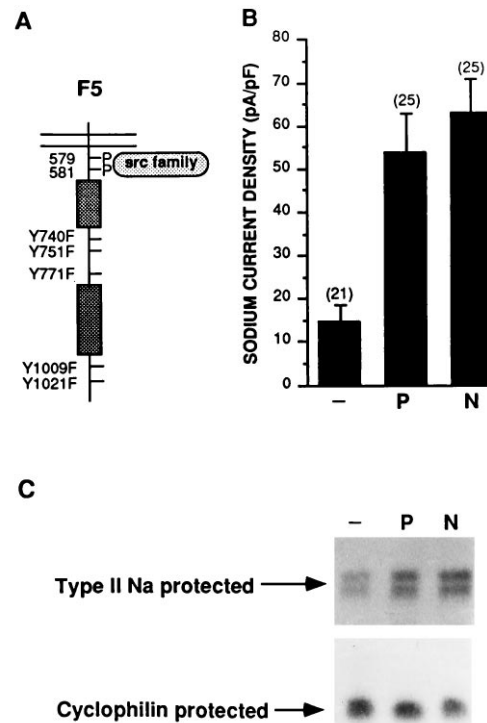 A
F5
579 P
581 P
src family
Y740F
Y751F
Y771F
Y1009F
Y1021F
B
SODIUM CURRENT DENSITY (pA/pF)
80
70
60
50
40
30
20
10
0
(21)
(25)
(25)
– P N
C
– P N
Type II Na protected
Cyclophilin protected